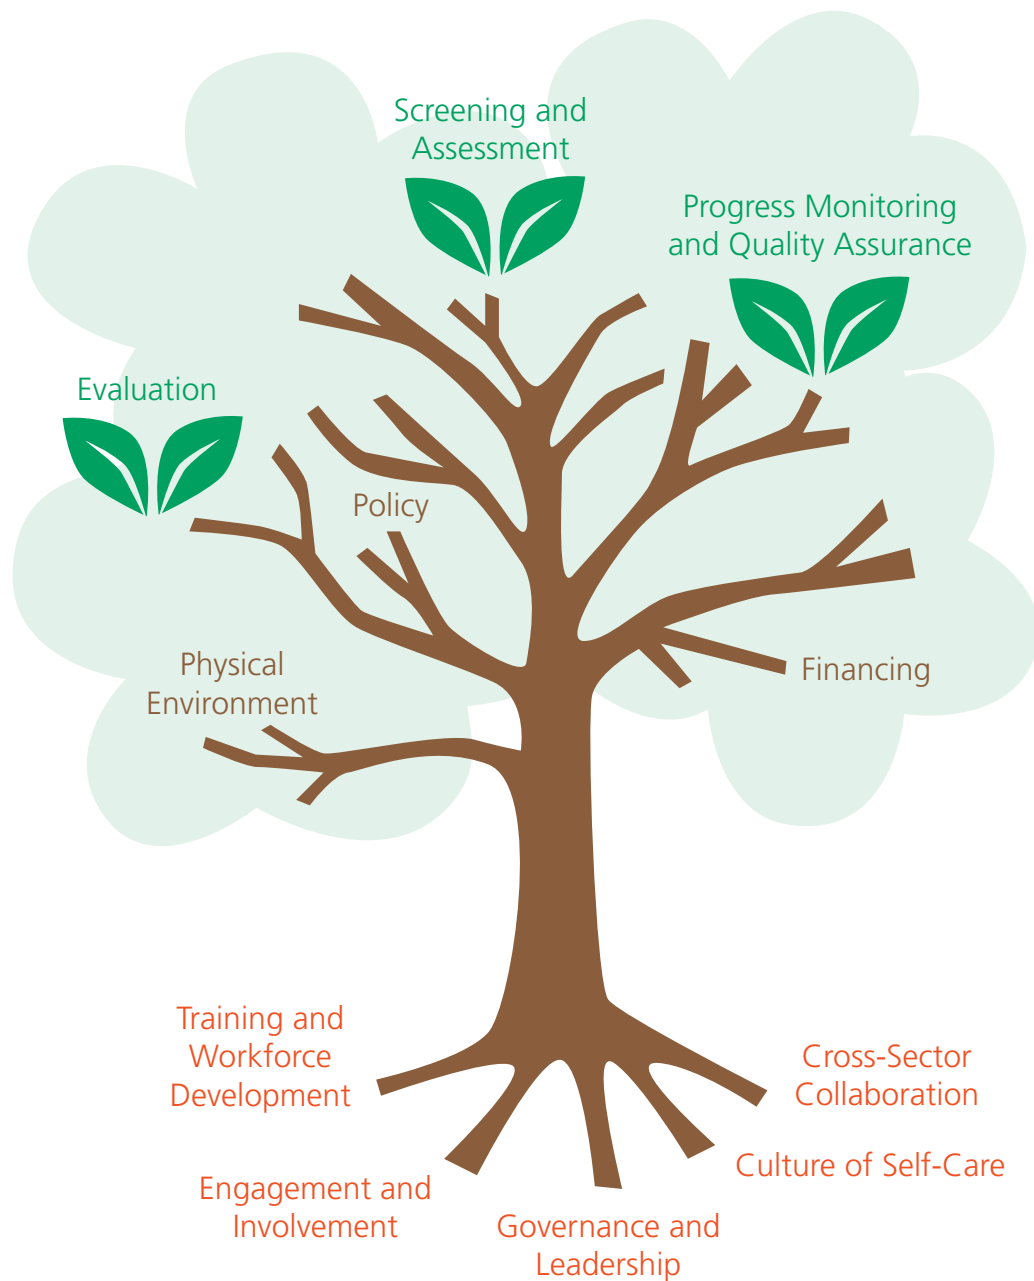 Screening and
Assessment
Progress Monitoring
and Quality Assurance
Evaluation
Policy
Physical
Environment
Financing
Training and
Workforce
Development
Cross-Sector
Collaboration
Culture of Self-Care
Engagement and
Involvement
Governance and
Leadership